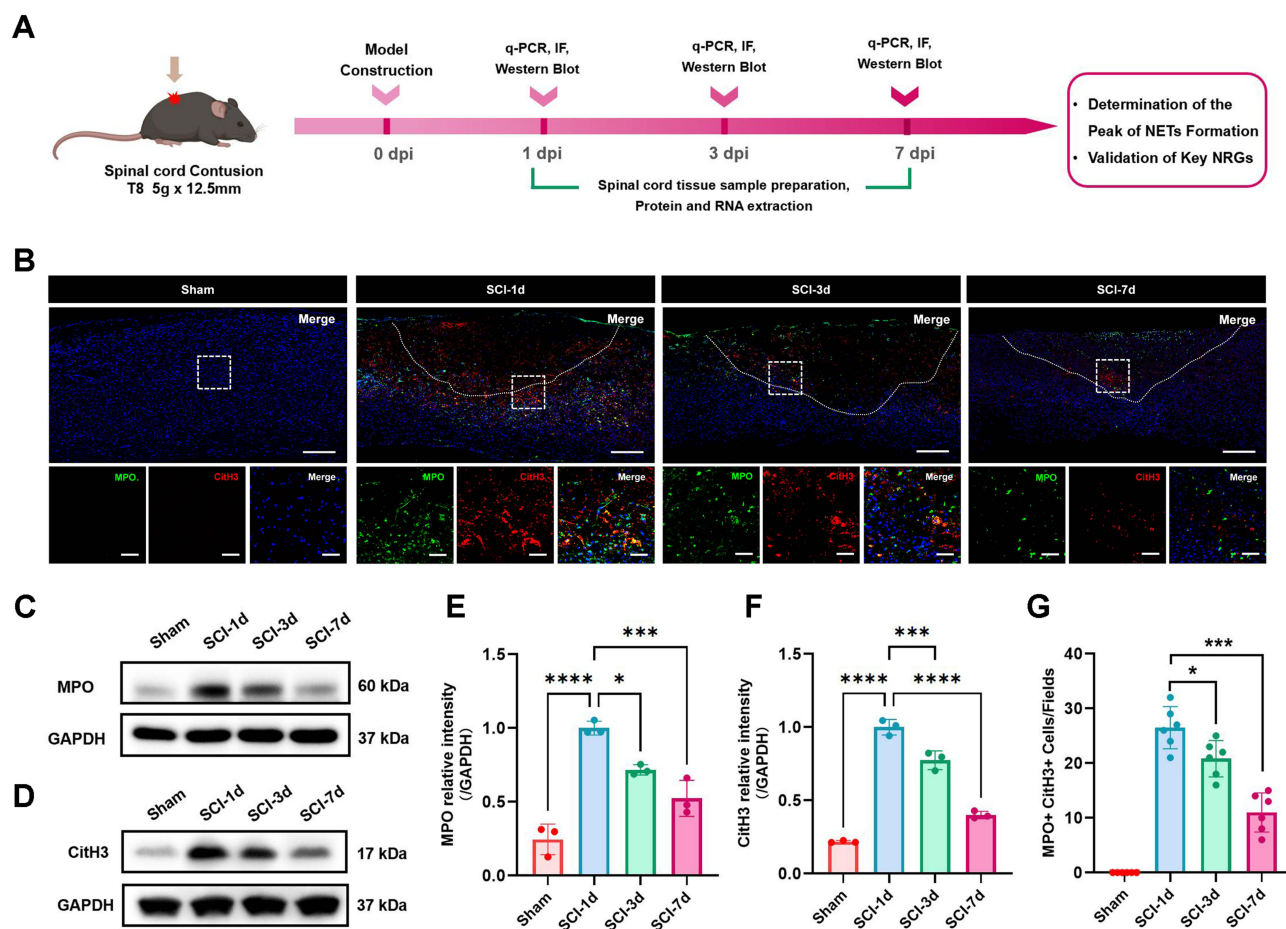 A
Model
Construction
q-PCR, IF,
Western Blot
q-PCR, IF,
Western Blot
q-PCR, IF,
Western Blot
0 dpi
1 dpi
3 dpi
7 dpi
Spinal cord Contusion
T8 5g x 12.5mm
Spinal cord tissue sample preparation,
Protein and RNA extraction
• Determination of the
Peak of NETs Formation
• Validation of Key NRGs
B
Sham
SCI-1d
SCI-3d
SCI-7d
Merge
Merge
Merge
Merge
MPO
CitH3
Merge
MPO
CitH3
Merge
MPO
CitH3
Merge
MPO
CitH3
Merge
C
Sham
SCI-1d
SCI-3d
SCI-7d
MPO
60 kDa
GAPDH
37 kDa
D
Sham
SCI-1d
SCI-3d
SCI-7d
CitH3
17 kDa
GAPDH
37 kDa
E
MPO relative intensity
(/GAPDH)
1.5
1.0
0.5
0.0
****
*
***
Sham
SCI-1d
SCI-3d
SCI-7d
F
CitH3 relative intensity
(/GAPDH)
1.5
1.0
0.5
0.0
****
***
****
Sham
SCI-1d
SCI-3d
SCI-7d
G
MPO+ CitH3+ Cells/Fields
40
30
20
10
0
*
***
Sham
SCI-1d
SCI-3d
SCI-7d